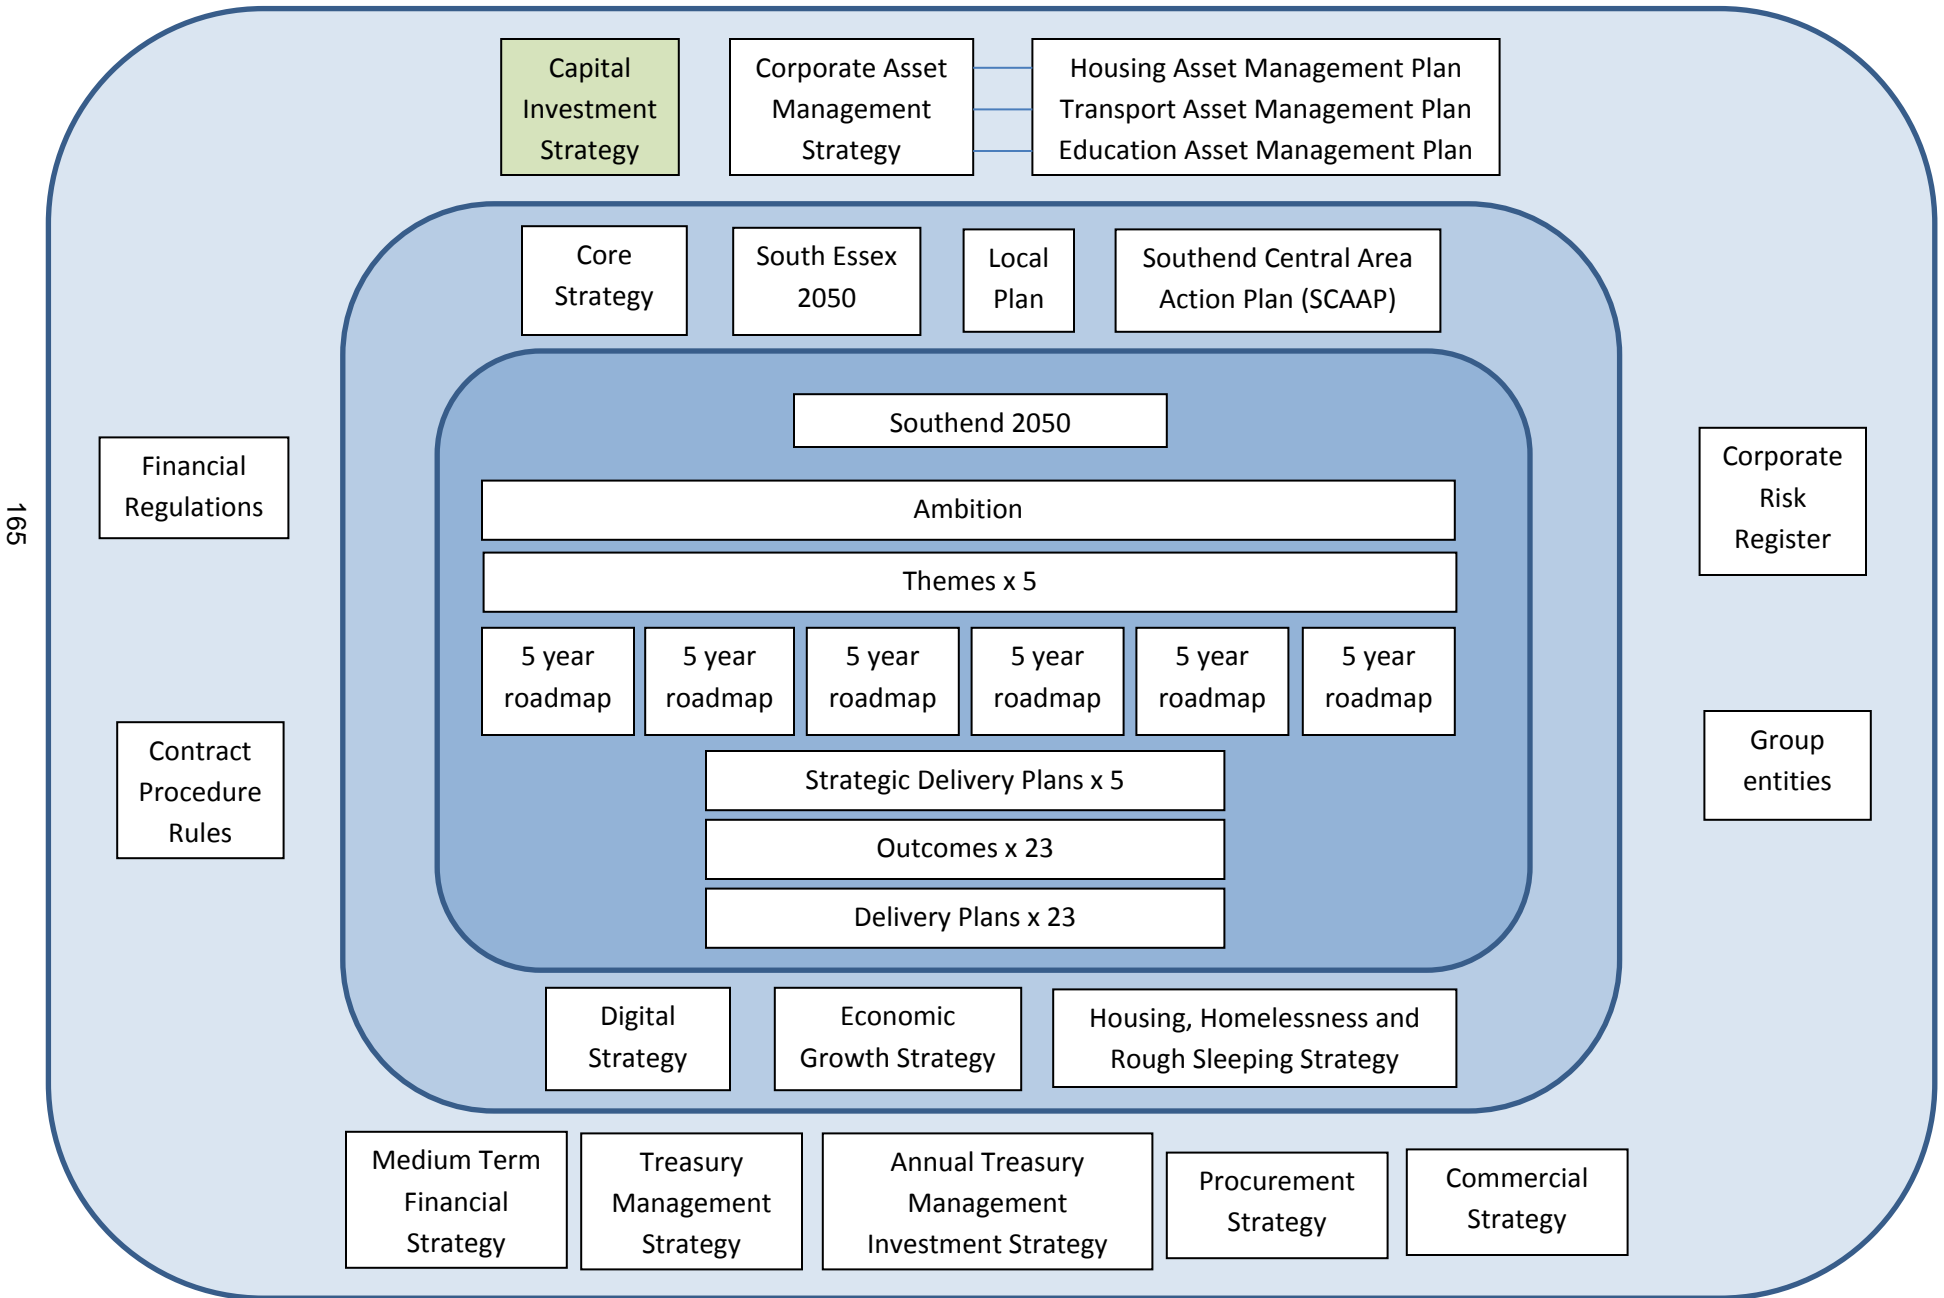 Capital
Investment
Strategy
Corporate Asset
Management
Strategy
Housing Asset Management Plan
Transport Asset Management Plan
Education Asset Management Plan
Core
Strategy
South Essex
2050
Local
Plan
Southend Central Area
Action Plan (SCAAP)
Southend 2050
Financial
Regulations
Corporate
Risk
Register
Ambition
Themes x 5
165
5 year
roadmap
5 year
roadmap
5 year
roadmap
5 year
roadmap
5 year
roadmap
5 year
roadmap
Contract
Procedure
Rules
Group
entities
Strategic Delivery Plans x 5
Outcomes x 23
Delivery Plans x 23
Digital
Strategy
Economic
Growth Strategy
Housing, Homelessness and
Rough Sleeping Strategy
Medium Term
Financial
Strategy
Treasury
Management
Strategy
Annual Treasury
Management
Investment Strategy
Procurement
Strategy
Commercial
Strategy